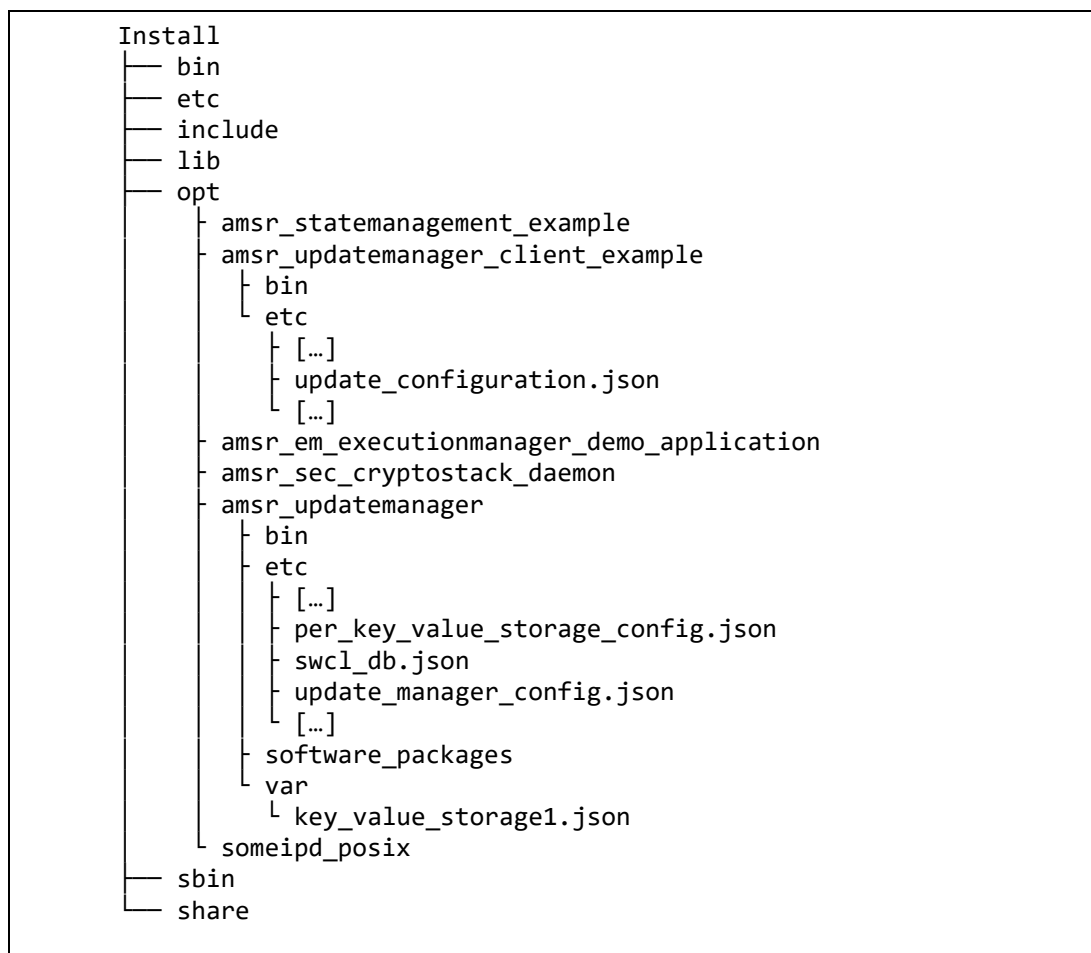 Install
├── bin
├── etc
├── include
├── lib
├── opt
│    ├ amsr_statemanagement_example
│    ├ amsr_updatemanager_client_example
│    │  ├ bin
│    │  └ etc
│    │    ├ […]
│    │    ├ update_configuration.json
│    │    └ […]
│    ├ amsr_em_executionmanager_demo_application
│    ├ amsr_sec_cryptostack_daemon
│    ├ amsr_updatemanager
│    │  ├ bin
│    │  ├ etc
│    │  │ ├ […]
│    │  │ ├ per_key_value_storage_config.json
│    │  │ ├ swcl_db.json
│    │  │ ├ update_manager_config.json
│    │  │ └ […]
│    │  ├ software_packages
│    │  └ var
│    │    └ key_value_storage1.json
│    └ someipd_posix
├── sbin
└── share